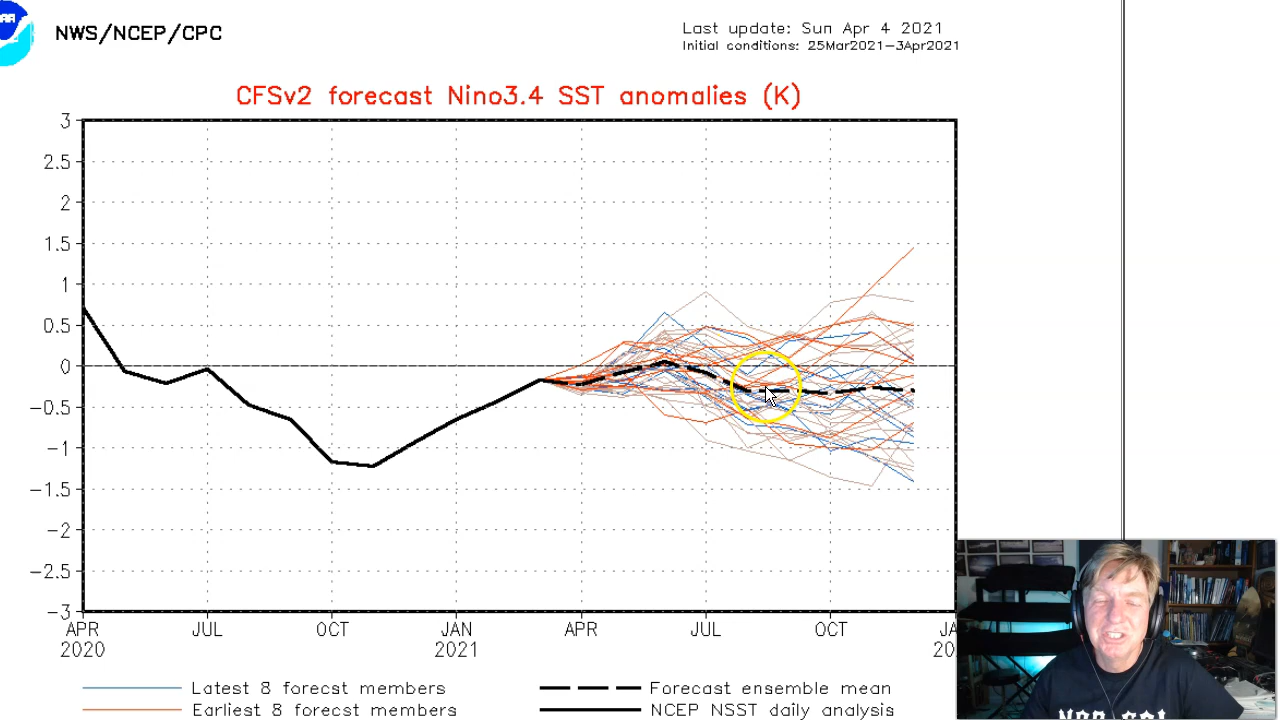 NWS/NCEP/CPC
Last update: Sun Apr 4 2021
Initial conditions: 25Mar2021-3Apr2021
CFSv2 forecast Nino3.4 SST anomalies (K)
3
2.5
2
1.5
1
0.5
0
-0.5
-1
-1.5
-2
-2.5
-3
APR JUL OCT JAN APR JUL OCT
2020 2021
Latest 8 forecst members
Forecast ensemble mean
Earliest 8 forecst members
NCEP NSST daily analysis